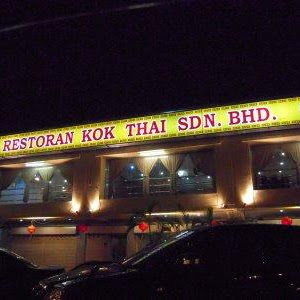 RESTORAN KOK THAI SDN. BHD.